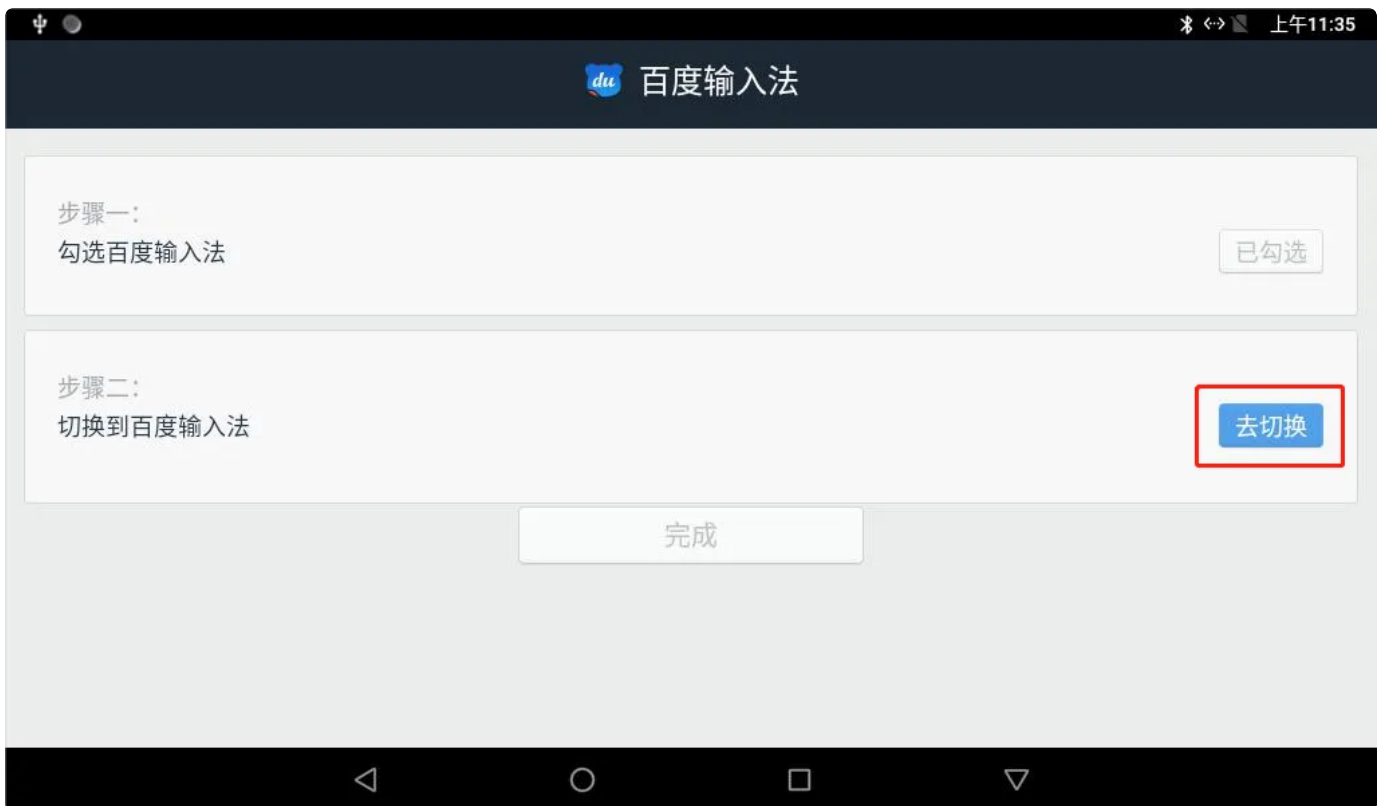 上午11:35
du 百度输入法
步骤一：
勾选百度输入法
已勾选
步骤二：
切换到百度输入法
去切换
完成